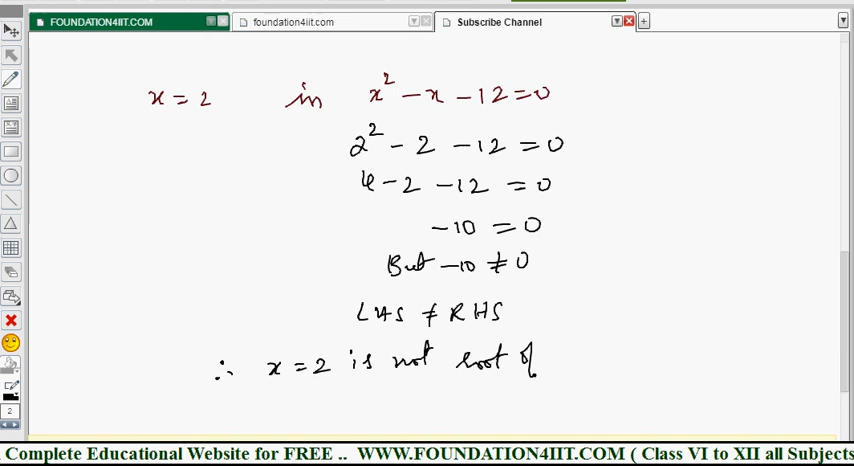 FOUNDATION4IIT.COM foundation4iit.com Subscribe Channel
x = 2 in x² - x - 12 = 0
2² - 2 - 12 = 0
4 - 2 - 12 = 0
-10 = 0
But -10 ≠ 0
LHS ≠ RHS
∴ x = 2 is not root of
2
Complete Educational Website for FREE .. WWW.FOUNDATION4IIT.COM ( Class VI to XII all Subjects